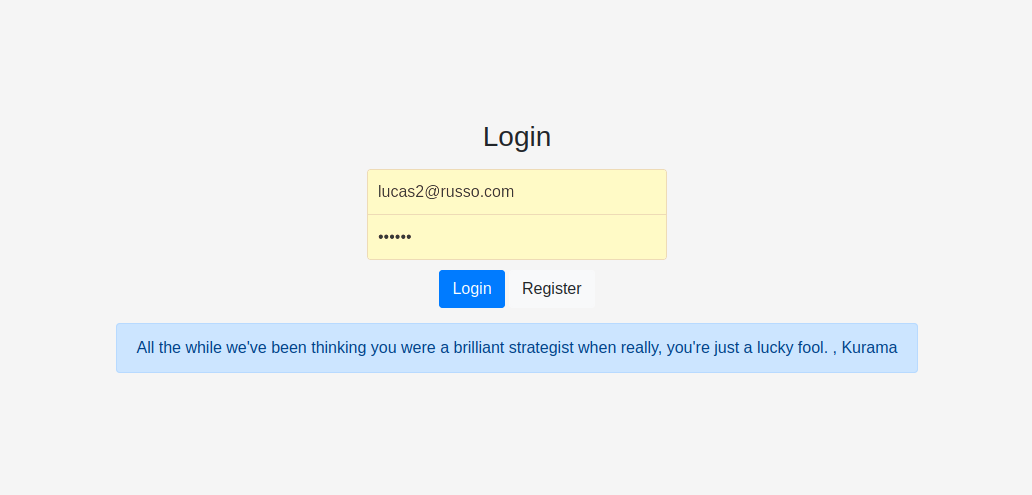 Login
lucas2@russo.com
••••••
Login
Register
All the while we've been thinking you were a brilliant strategist when really, you're just a lucky fool. , Kurama